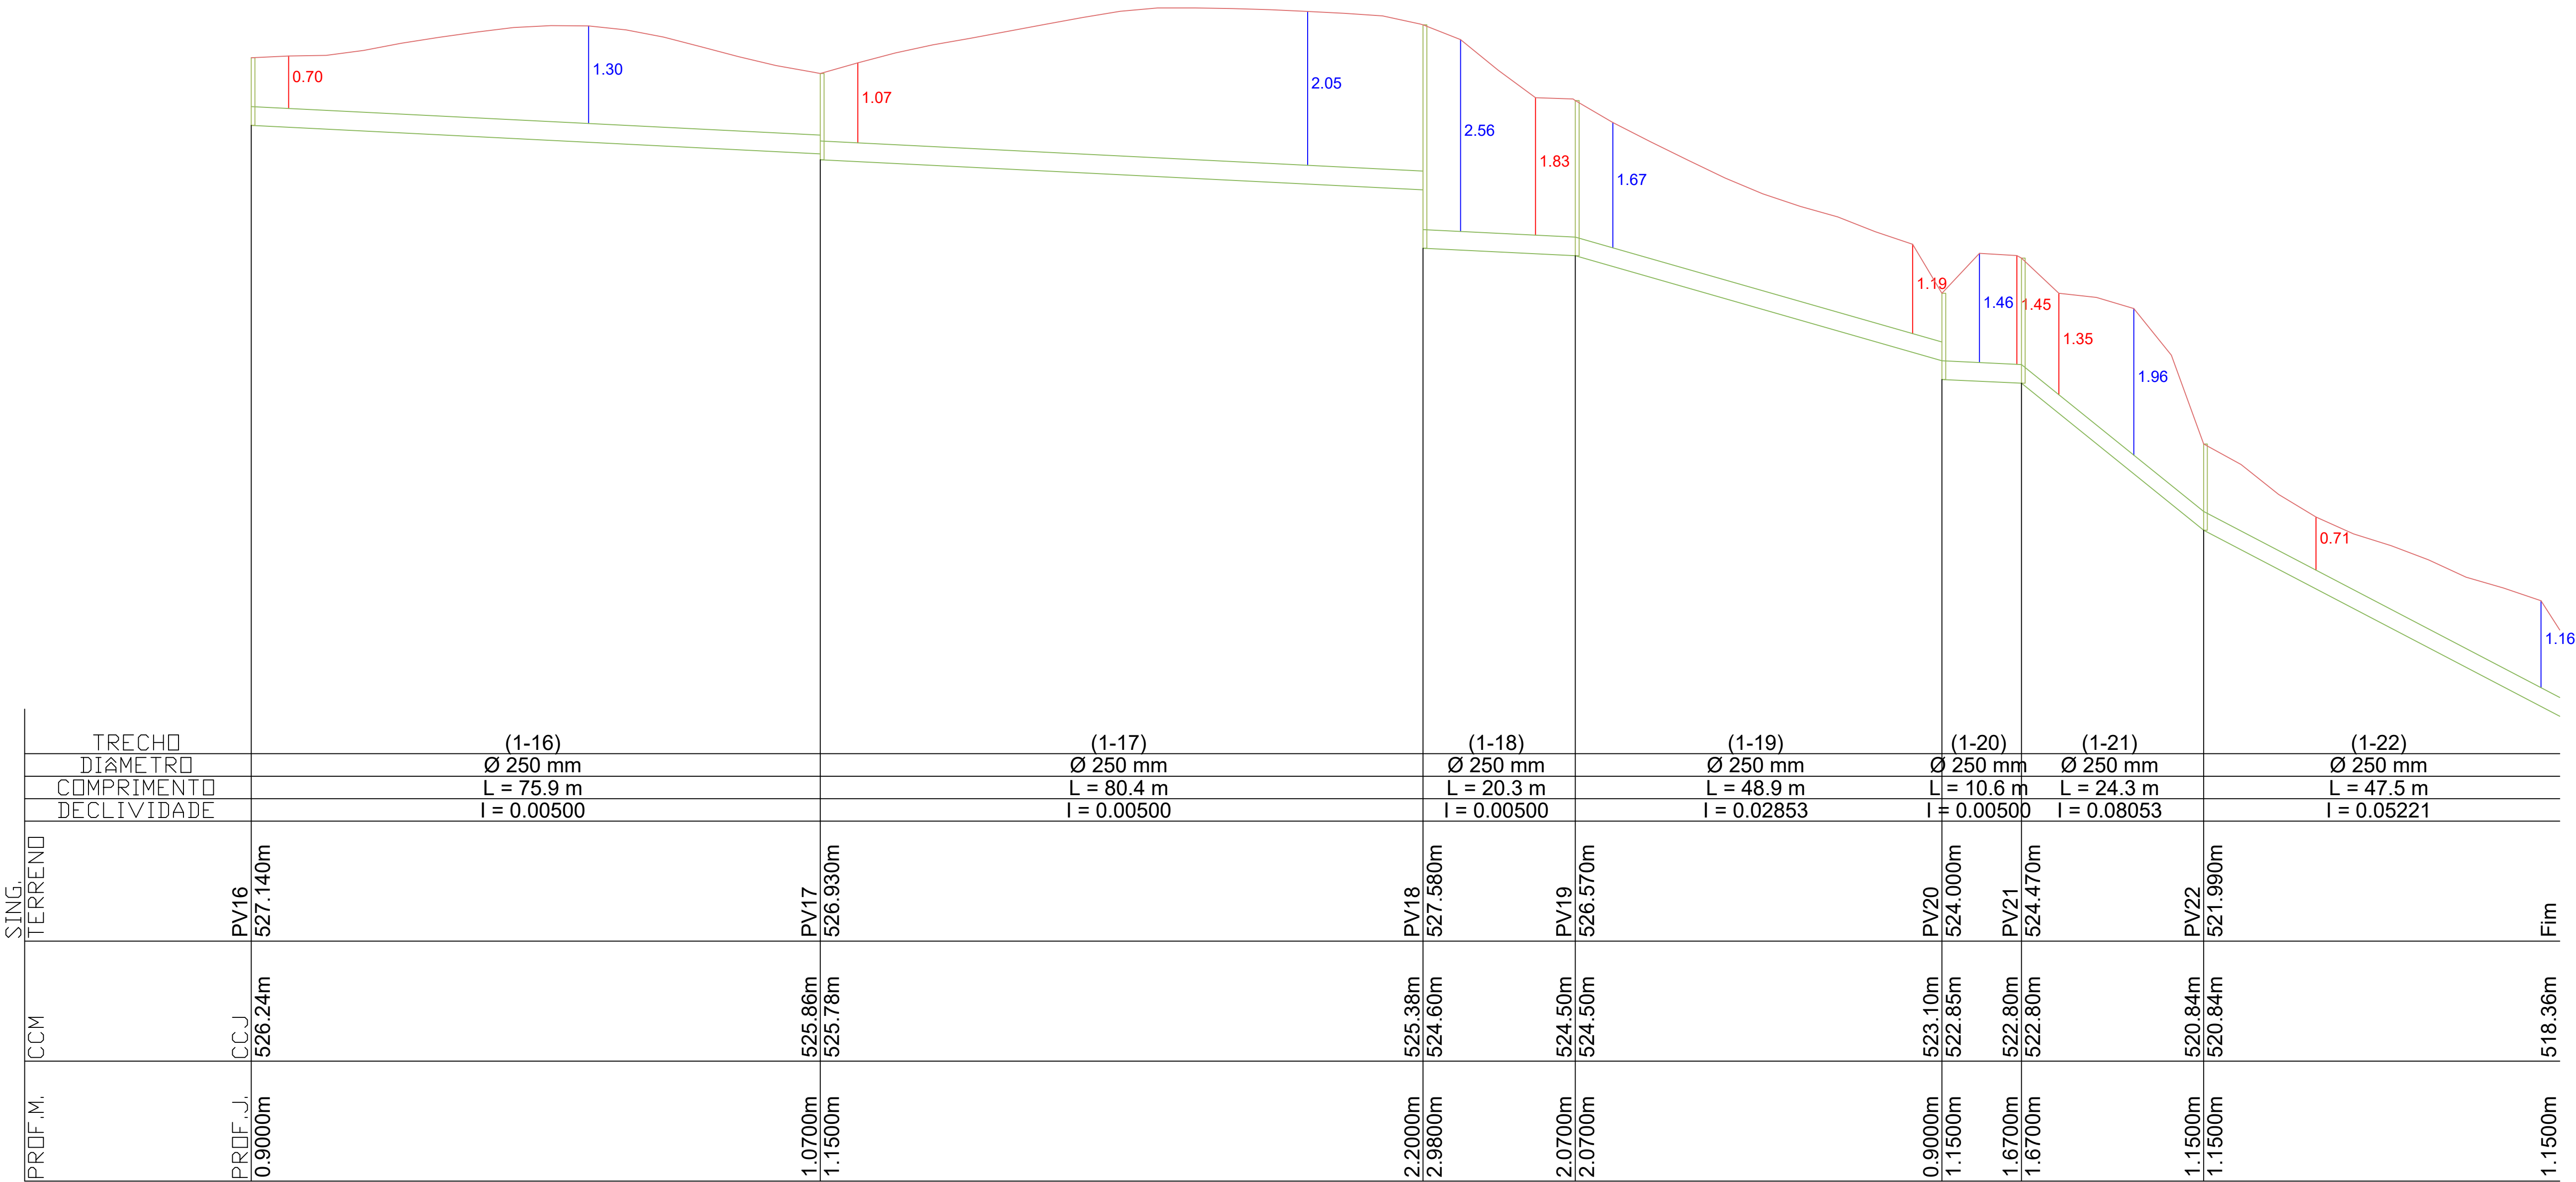 0.70
1.30
1.07
2.05
2.56
1.83
1.67
1.19
1.46
1.45
1.35
1.96
0.71
1.16
TRECHO (1-16) (1-17) (1-18) (1-19) (1-20) (1-21) (1-22)
DIÂMETRO Ø 250 mm Ø 250 mm Ø 250 mm Ø 250 mm Ø 250 mm Ø 250 mm Ø 250 mm
COMPRIMENTO L = 75.9 m L = 80.4 m L = 20.3 m L = 48.9 m L = 10.6 m L = 24.3 m L = 47.5 m
DECLIVIDADE I = 0.00500 I = 0.00500 I = 0.00500 I = 0.02853 I = 0.00500 I = 0.08053 I = 0.05221
SING. PV16 PV17 PV18 PV19 PV20 PV21 PV22 Fim
TERRENO 527.140m 526.930m 527.580m 526.570m 524.000m 524.470m 521.990m
CCM 525.86m 525.38m 524.50m 523.10m 522.80m 520.84m 518.36m
CCJ 526.24m 525.78m 524.60m 524.50m 522.85m 522.80m 520.84m
PROF.M. 1.0700m 2.2000m 2.0700m 0.9000m 1.6700m 1.1500m 1.1500m
PROF.J. 0.9000m 1.1500m 2.9800m 2.0700m 1.1500m 1.6700m 1.1500m